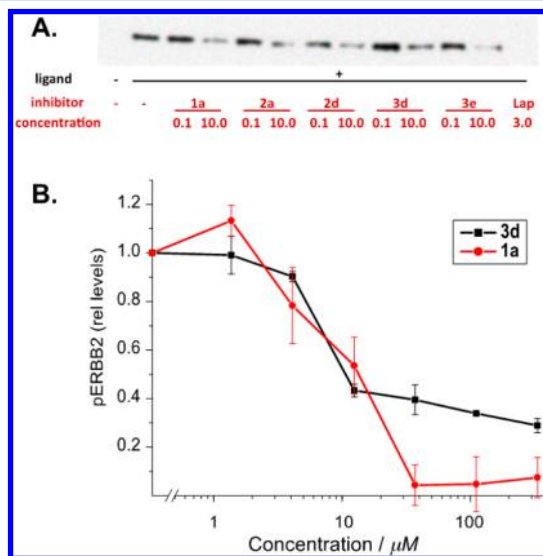 A.
ligand - +
inhibitor - - 1a 2a 2d 3d 3e Lap
concentration 0.1 10.0 0.1 10.0 0.1 10.0 0.1 10.0 0.1 10.0 3.0
B.
1.2
1.0
0.8
0.6
0.4
0.2
pERBB2 (rel levels)
3d
1a
1 10 100
Concentration / μM